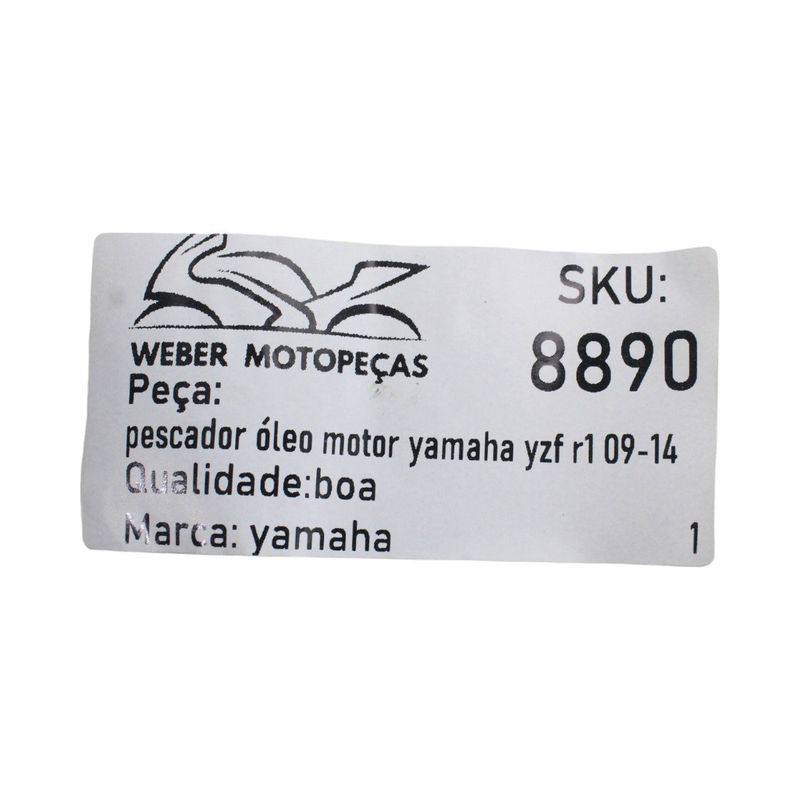 WEBER MOTOPEÇAS
SKU:
8890
Peça:
pescador óleo motor yamaha yzf r1 09-14
Qualidade:boa
Marca: yamaha
1